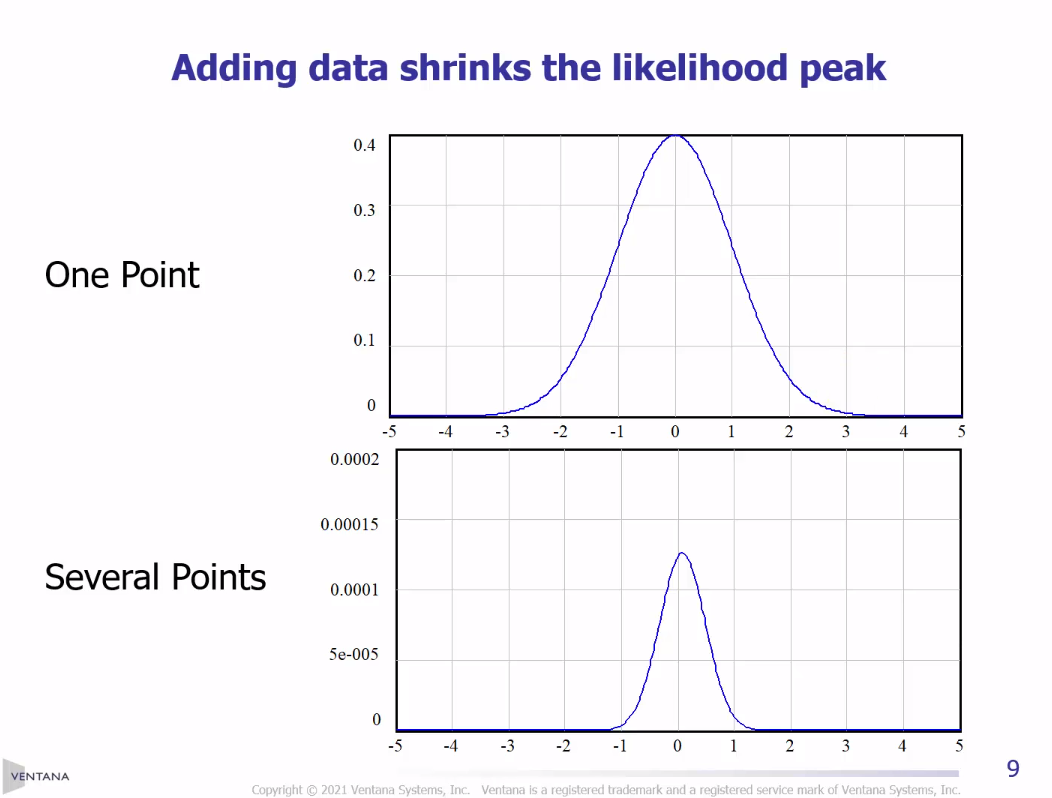 Adding data shrinks the likelihood peak
0.4
0.3
One Point
0.2
0.1
0
-5 -4 -3 -2 -1 0 1 2 3 4 5
0.0002
0.00015
Several Points
0.0001
5e-005
0
-5 -4 -3 -2 -1 0 1 2 3 4 5
VENTANA
9
Copyright © 2021 Ventana Systems, Inc. Ventana is a registered trademark and a registered service mark of Ventana Systems, Inc.